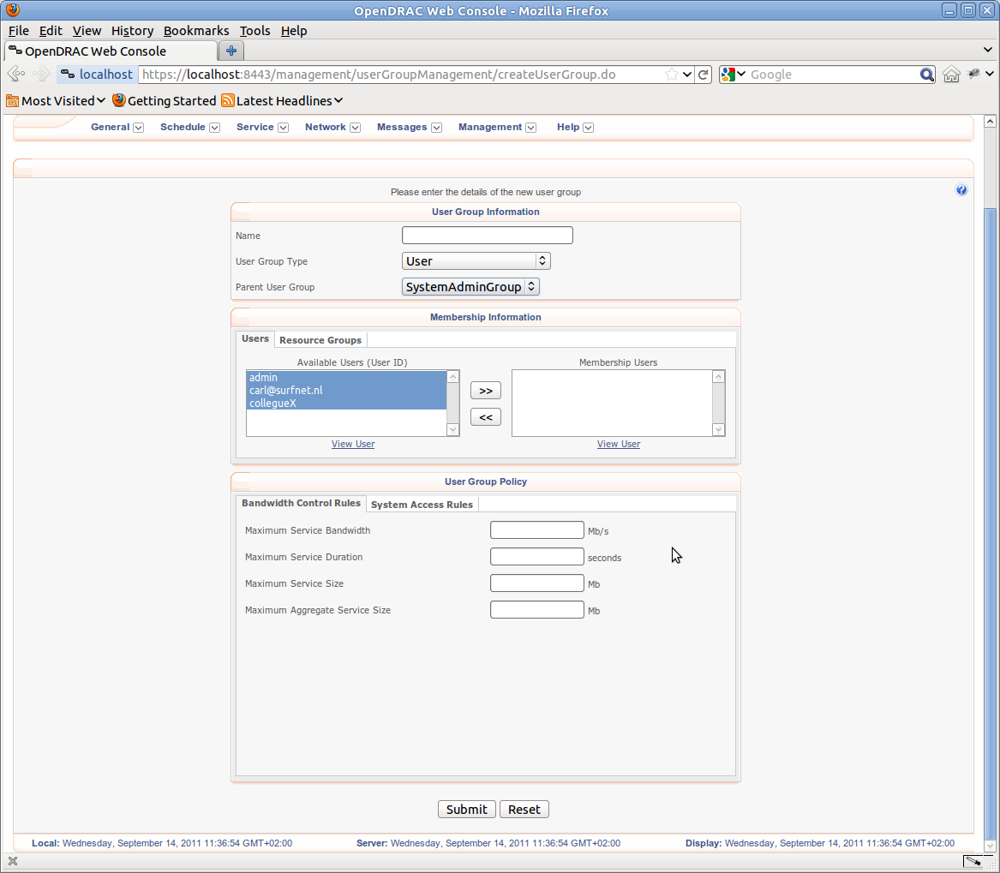 OpenDRAC Web Console - Mozilla Firefox
File Edit View History Bookmarks Tools Help
OpenDRAC Web Console
localhost https://localhost:8443/management/userGroupManagement/createUserGroup.do Google
Most Visited Getting Started Latest Headlines
General Schedule Service Network Messages Management Help
Please enter the details of the new user group
User Group Information
Name
User Group Type User
Parent User Group SystemAdminGroup
Membership Information
Users Resource Groups
Available Users (User ID) Membership Users
admin
carl@surfnet.nl
>>
collegueX
<<
View User View User
User Group Policy
Bandwidth Control Rules System Access Rules
Maximum Service Bandwidth Mb/s
Maximum Service Duration seconds
Maximum Service Size Mb
Maximum Aggregate Service Size Mb
Submit Reset
Local: Wednesday, September 14, 2011 11:36:54 GMT+02:00 Server: Wednesday, September 14, 2011 11:36:54 GMT+02:00 Display: Wednesday, September 14, 2011 11:36:54 GMT+02:00